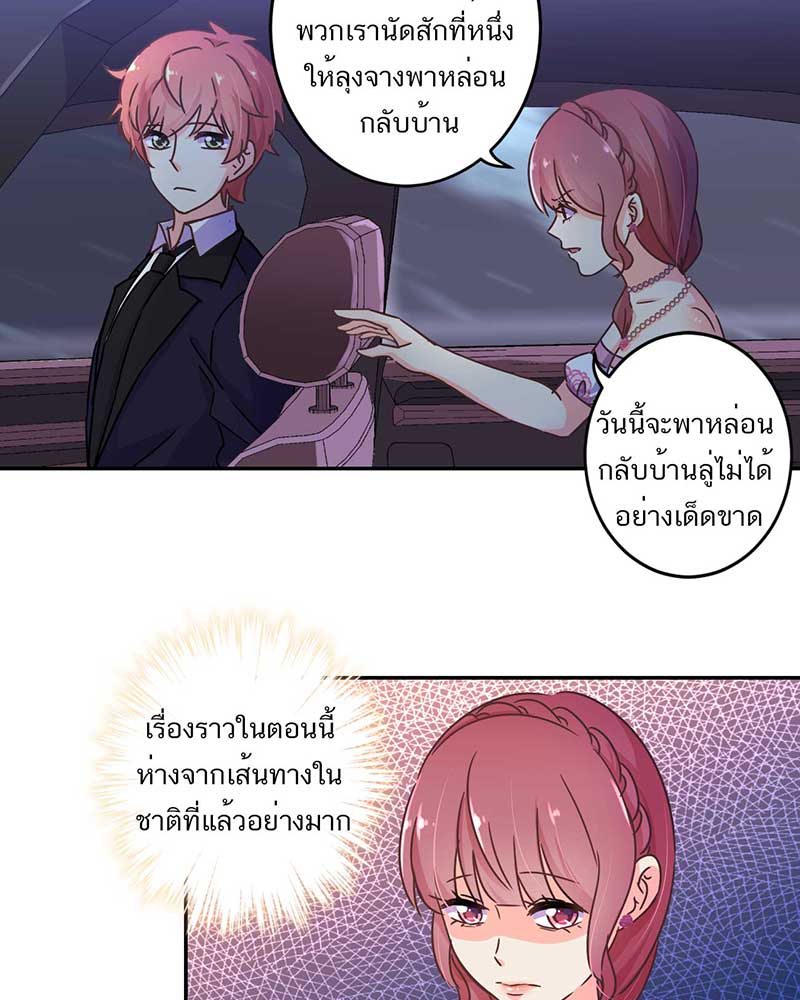 พวกเรานัดสักที่หนึ่ง
ให้ลุงจางพาหล่อน
กลับบ้าน
วันนี้จะพาหล่อน
กลับบ้านลู่ไม่ได้
อย่างเด็ดขาด
เรื่องราวในตอนนี้
ห่างจากเส้นทางใน
ชาติที่แล้วอย่างมาก